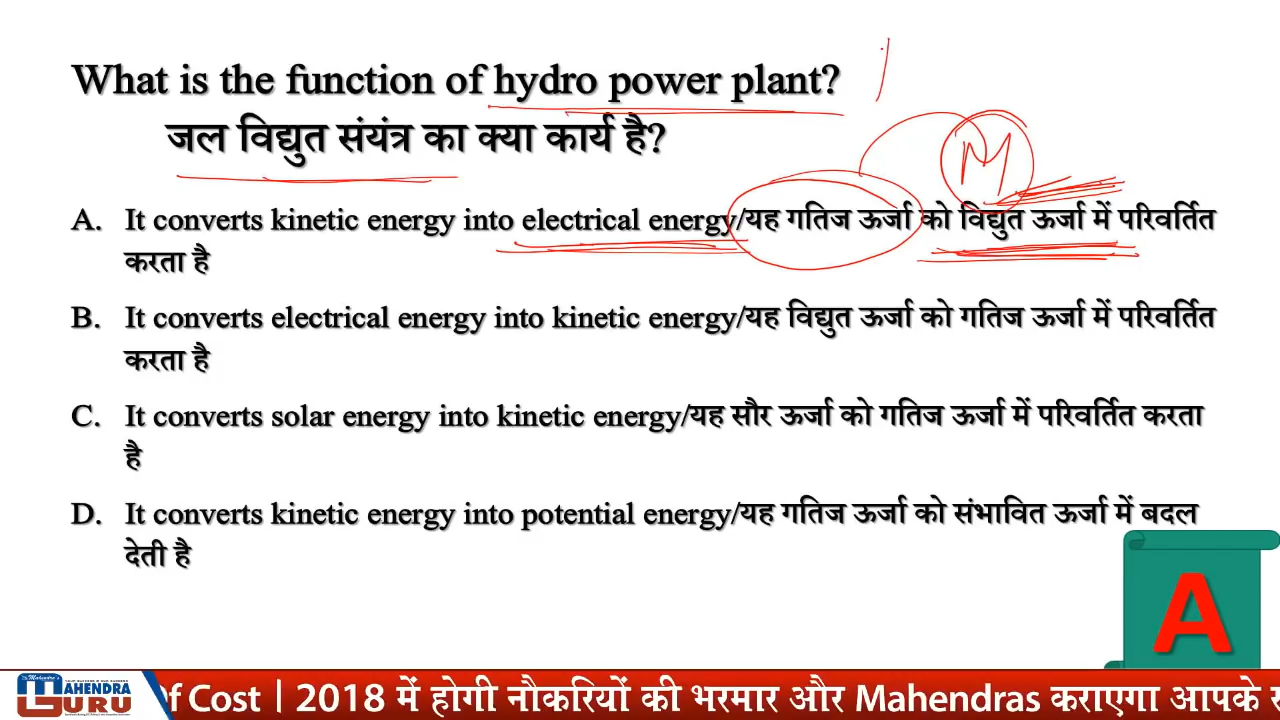 What is the function of hydro power plant?
जल विद्युत संयंत्र का क्या कार्य है?
M
A. It converts kinetic energy into electrical energy/यह गतिज ऊर्जा को विद्युत ऊर्जा में परिवर्तित
करता है
B. It converts electrical energy into kinetic energy/यह विद्युत ऊर्जा को गतिज ऊर्जा में परिवर्तित
करता है
C. It converts solar energy into kinetic energy/यह सौर ऊर्जा को गतिज ऊर्जा में परिवर्तित करता
है
D. It converts kinetic energy into potential energy/यह गतिज ऊर्जा को संभावित ऊर्जा में बदल
देती है
A
Mahendra's
MAHENDRA
GURU
Of Cost | 2018 में होगी नौकरियों की भरमार और Mahendras कराएगा आपके